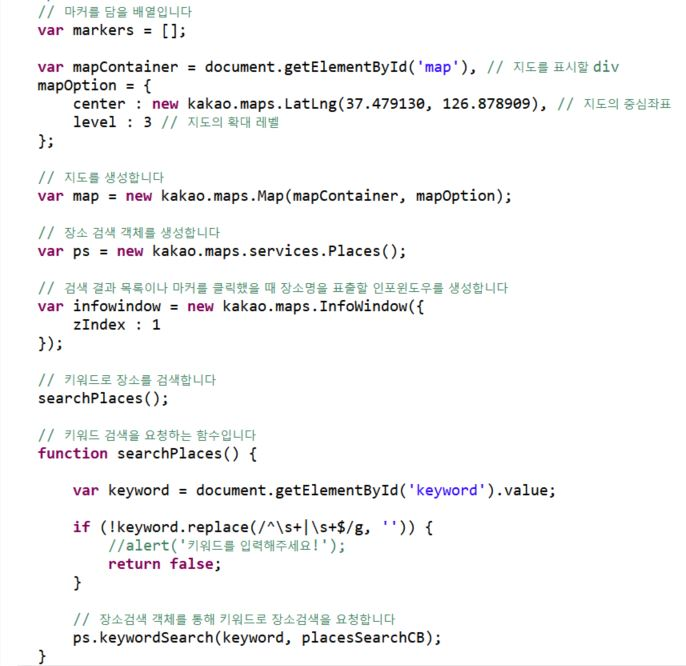 // 마커를 담을 배열입니다
var markers = [];
var mapContainer = document.getElementById('map'), // 지도를 표시할 div
mapOption = {
    center : new kakao.maps.LatLng(37.479130, 126.878909), // 지도의 중심좌표
    level : 3 // 지도의 확대 레벨
};
// 지도를 생성합니다
var map = new kakao.maps.Map(mapContainer, mapOption);
// 장소 검색 객체를 생성합니다
var ps = new kakao.maps.services.Places();
// 검색 결과 목록이나 마커를 클릭했을 때 장소명을 표출할 인포윈도우를 생성합니다
var infowindow = new kakao.maps.InfoWindow({
    zIndex : 1
});
// 키워드로 장소를 검색합니다
searchPlaces();
// 키워드 검색을 요청하는 함수입니다
function searchPlaces() {
    var keyword = document.getElementById('keyword').value;
    if (!keyword.replace(/^\s+|\s+$/g, '')) {
        //alert('키워드를 입력해주세요!');
        return false;
    }
    // 장소검색 객체를 통해 키워드로 장소검색을 요청합니다
    ps.keywordSearch(keyword, placesSearchCB);
}